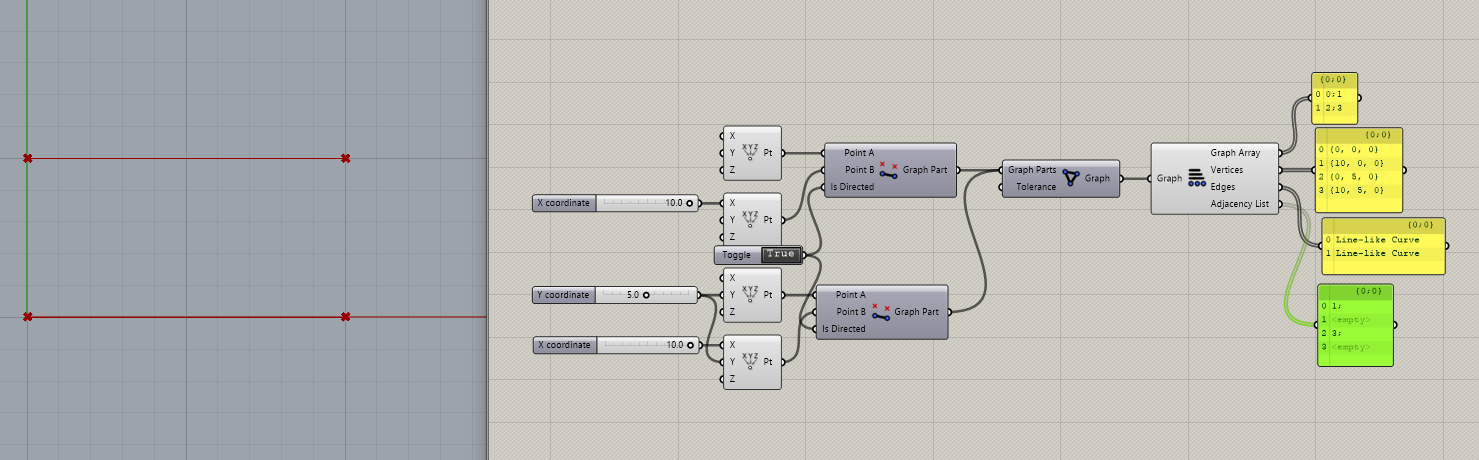 X
Y XYZ Pt
Z
X coordinate 10.0
X
Y XYZ Pt
Z
Toggle True
Y coordinate 5.0
X
Y XYZ Pt
Z
X coordinate 10.0
X
Y XYZ Pt
Z
Point A
Point B Graph Part
Is Directed
Point A
Point B Graph Part
Is Directed
Graph Parts Graph
Tolerance
Graph Graph Array
Vertices
Edges
Adjacency List
{0;0}
0 0;1
1 2;3
{0;0}
0 {0, 0, 0}
1 {10, 0, 0}
2 {0, 5, 0}
3 {10, 5, 0}
{0;0}
0 Line-like Curve
1 Line-like Curve
{0;0}
0 1;
1 <empty>
2 3;
3 <empty>